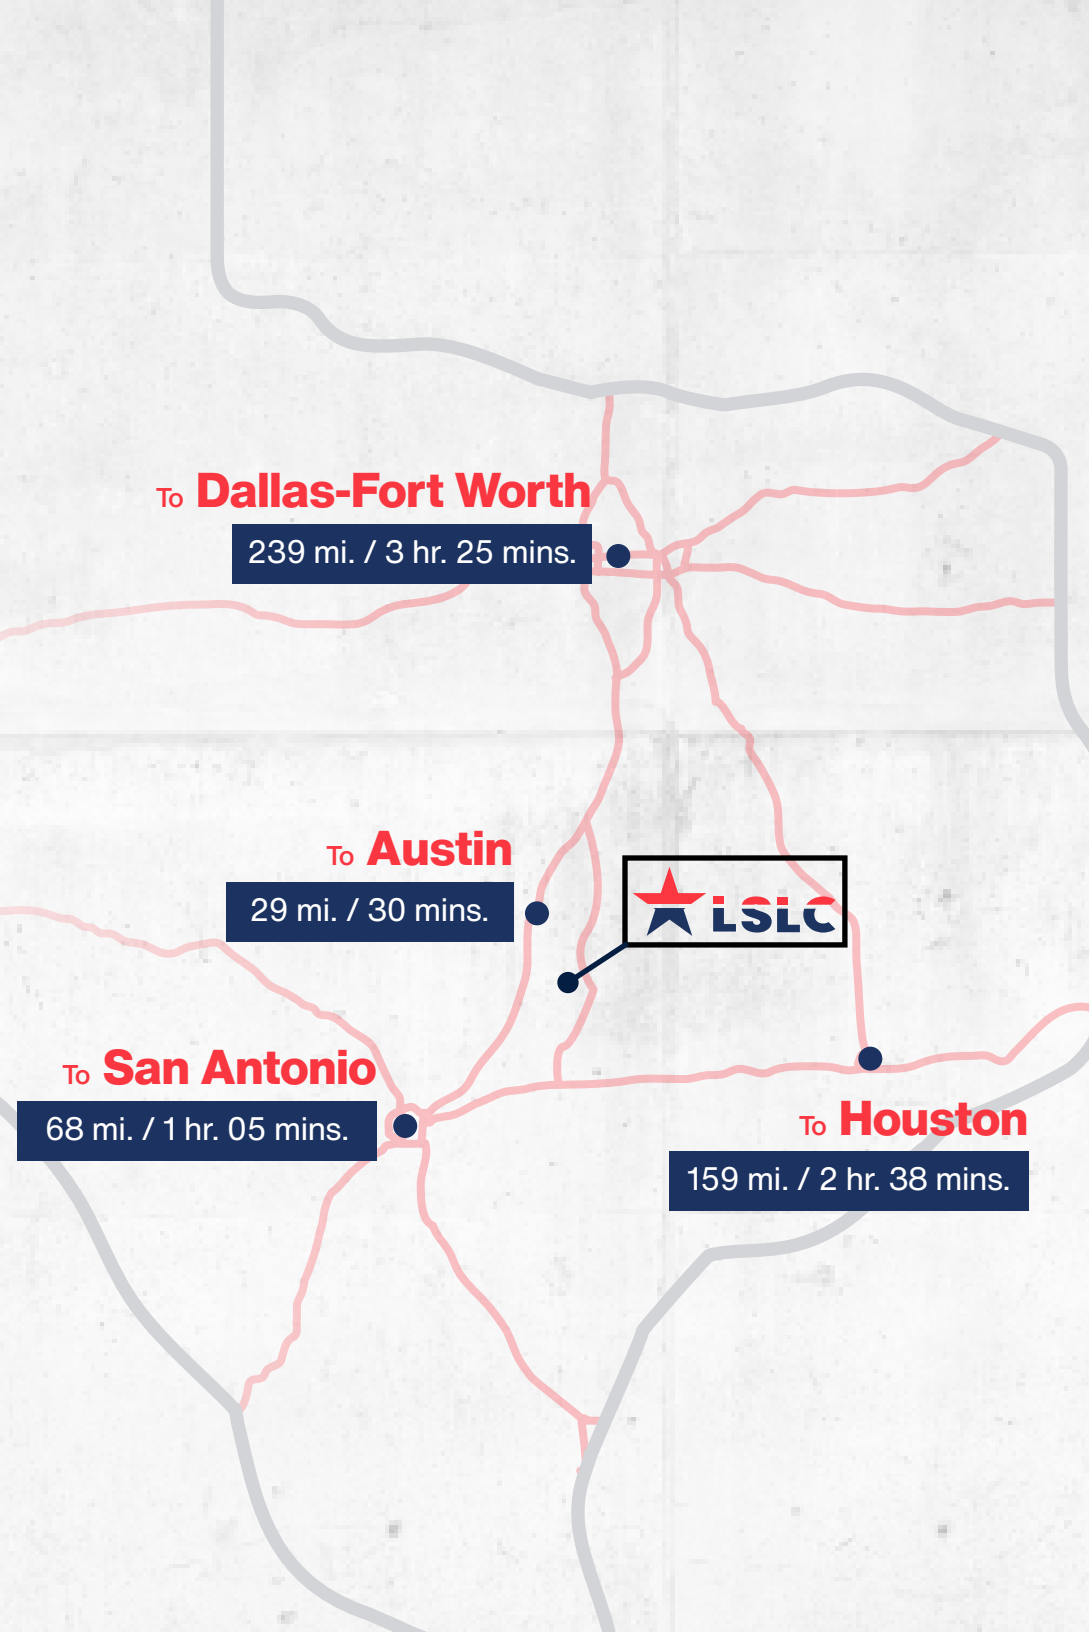 To Dallas-Fort Worth
239 mi. / 3 hr. 25 mins.
To Austin
29 mi. / 30 mins.
LSLC
To San Antonio
68 mi. / 1 hr. 05 mins.
To Houston
159 mi. / 2 hr. 38 mins.